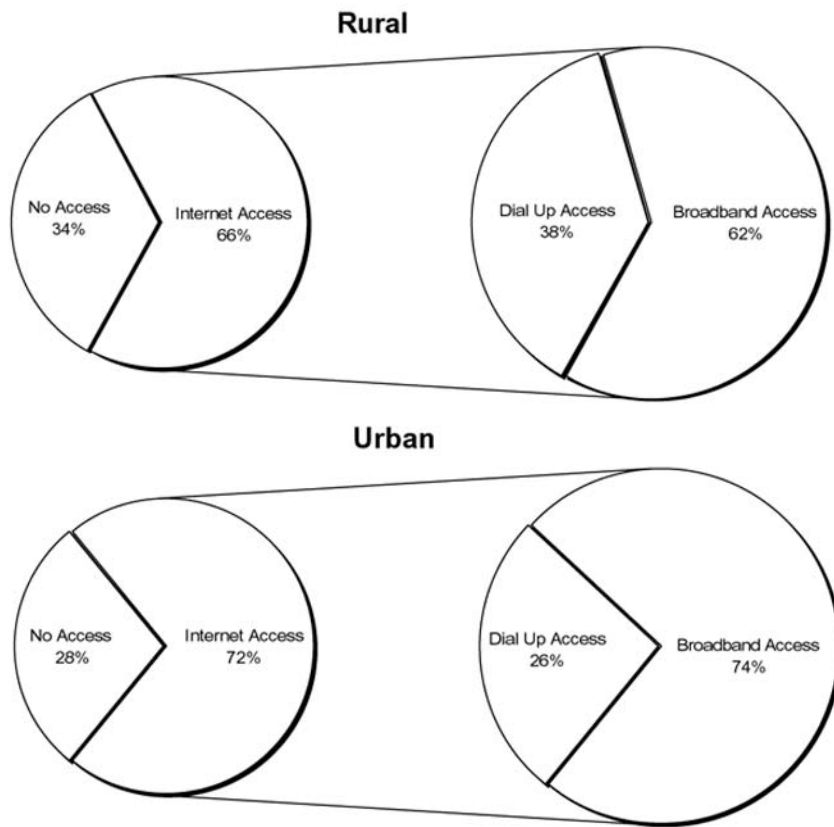 Rural
No Access
34%
Internet Access
66%
Dial Up Access
38%
Broadband Access
62%
Urban
No Access
28%
Internet Access
72%
Dial Up Access
26%
Broadband Access
74%